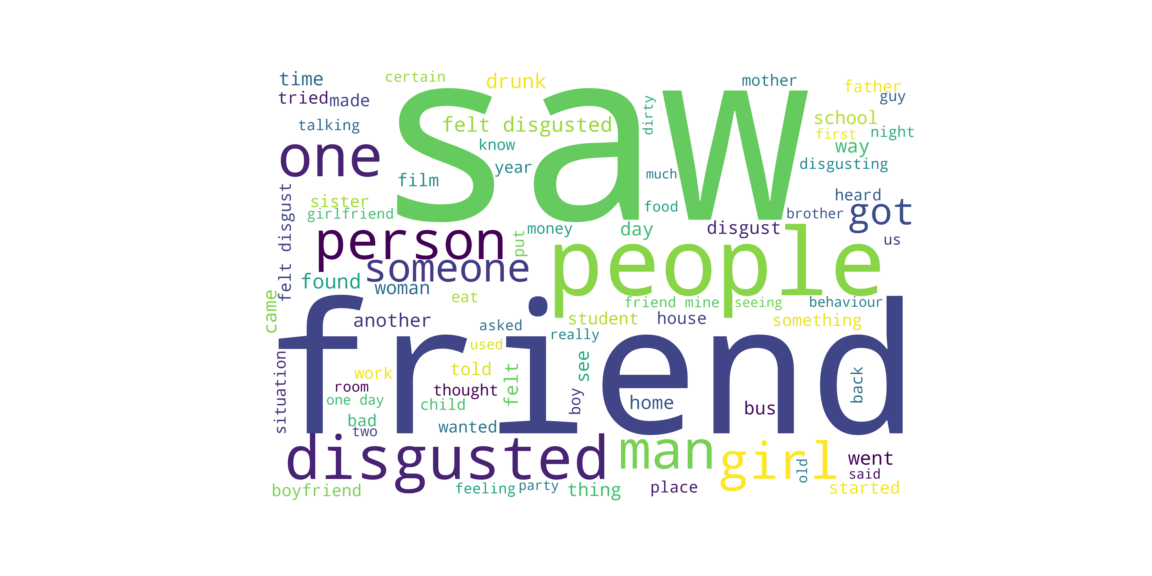 time
certain
drunk
mother
father
tried
made
saw
guy
talking
felt disgusted
dirty
school
first
night
one
know
way
film
year
much
disgusting
felt disgust
sister
girlfriend
food
heard
brother
got
person
put
money
day
disgust
us
someone
people
found
woman
came
eat
friend mine
seeing
behaviour
friend
another
asked
student
house
something
used
really
situation
work
told
felt
see
room
thought
boy
back
one day
child
home
bus
bad
two
wanted
disgusted
man
girl
old
went
said
boyfriend
feeling
party
thing
place
started